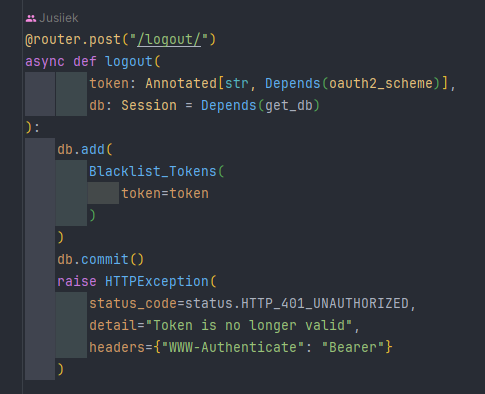 Jusiiek
@router.post("/logout/")
async def logout(
        token: Annotated[str, Depends(oauth2_scheme)],
        db: Session = Depends(get_db)
):
    db.add(
        Blacklist_Tokens(
            token=token
        )
    )
    db.commit()
    raise HTTPException(
        status_code=status.HTTP_401_UNAUTHORIZED,
        detail="Token is no longer valid",
        headers={"WWW-Authenticate": "Bearer"}
    )